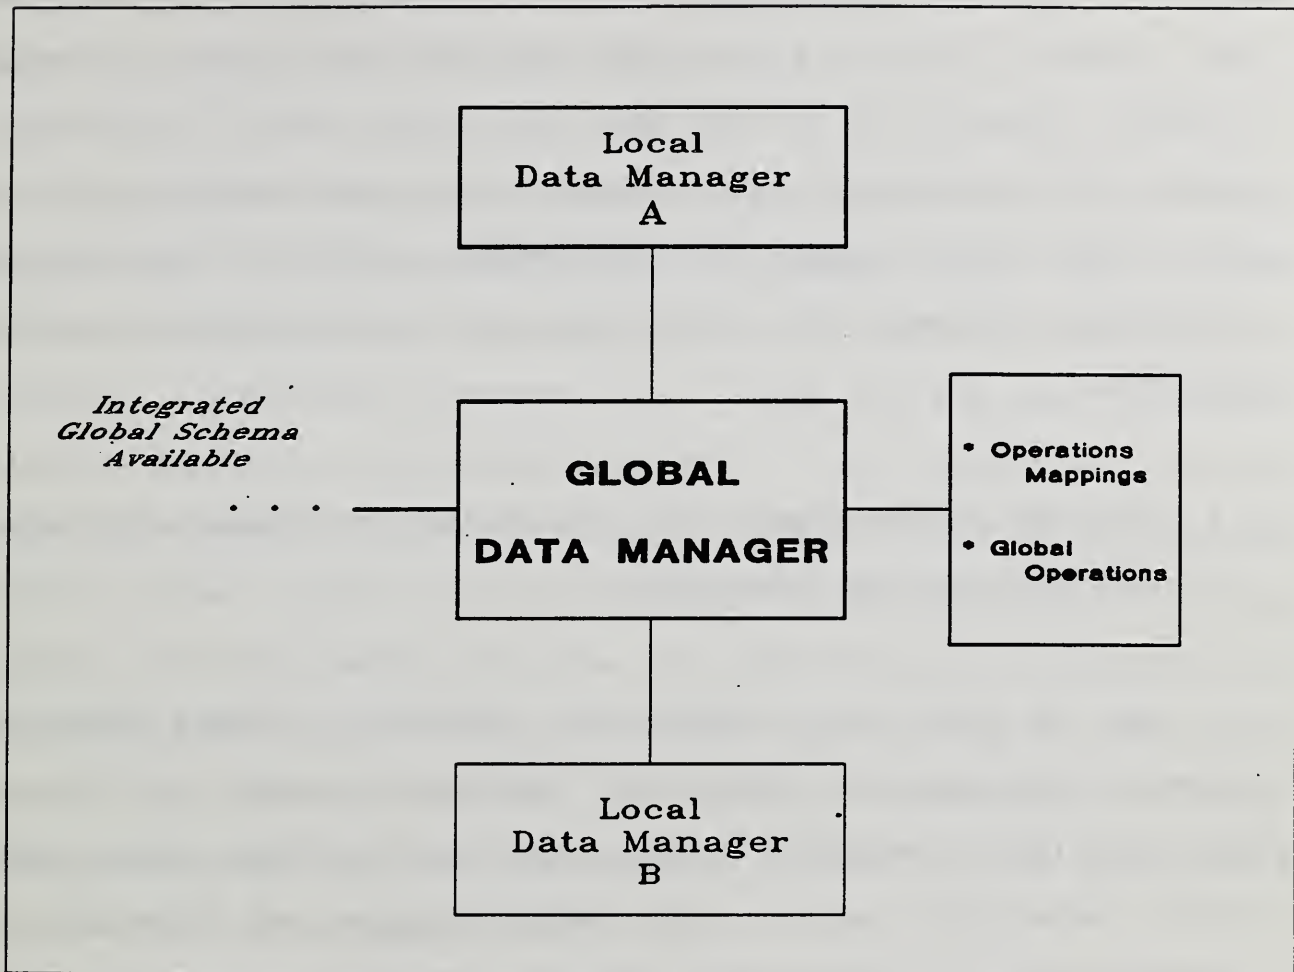 Local
Data Manager
A
Integrated
Global Schema
Available
. . .
GLOBAL
DATA MANAGER
* Operations
Mappings
* Global
Operations
Local
Data Manager
B